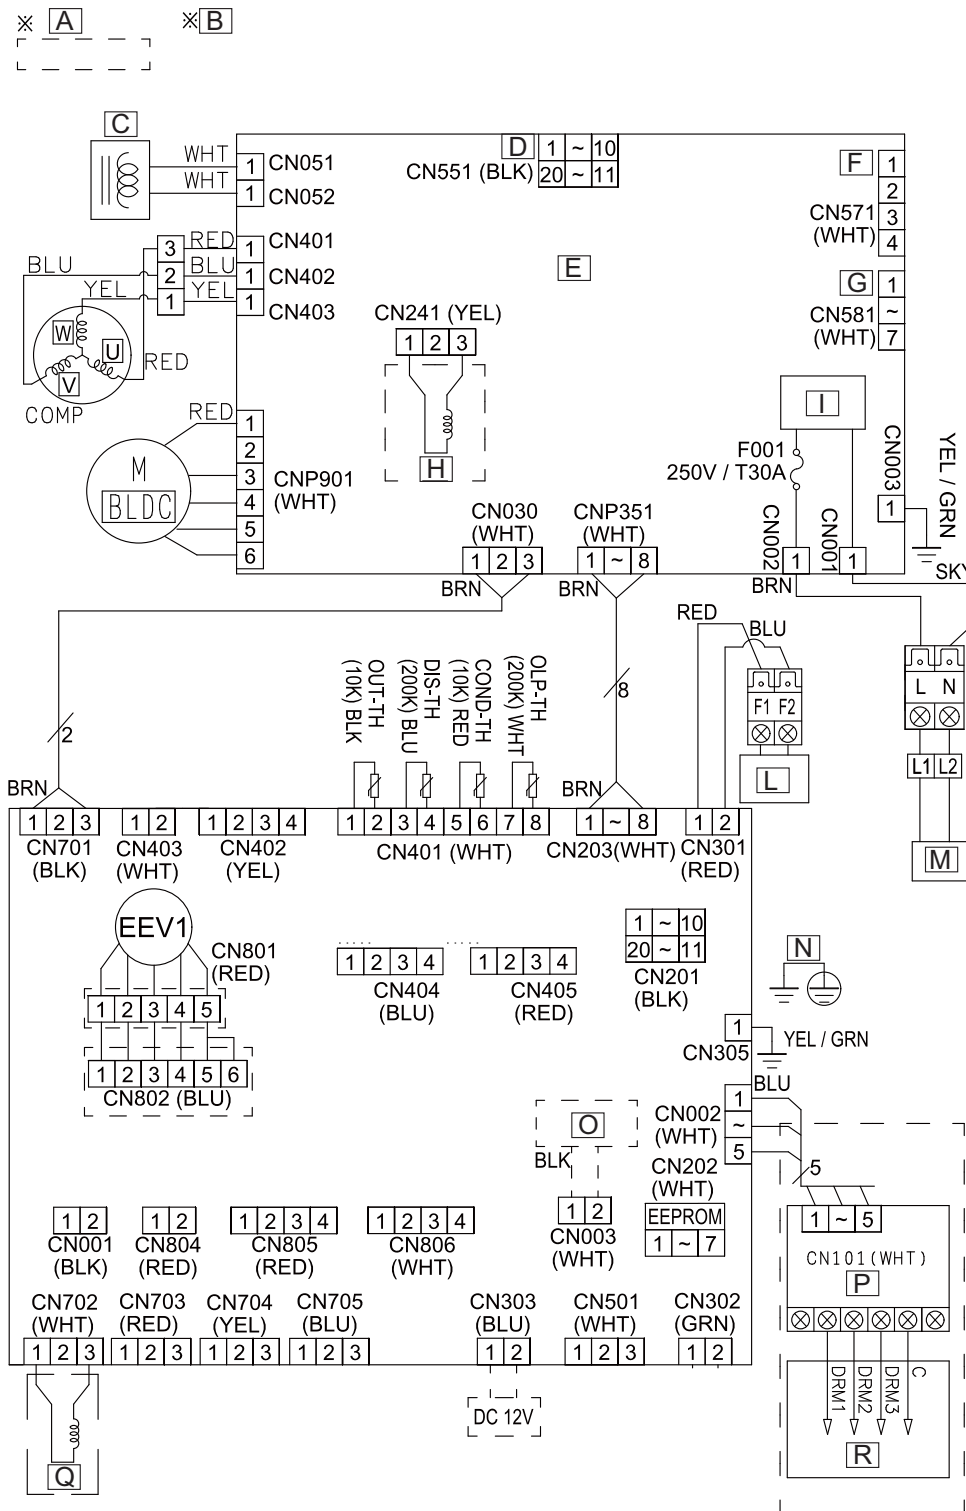 ※ A ※ B
C
WHT
WHT
1 CN051
1 CN052
D 1 ~ 10
CN551 (BLK) 20 ~ 11
F 1
2
CN571 3
(WHT) 4
3 RED 1 CN401
BLU 2 BLU 1 CN402
YEL 1 YEL 1 CN403
E
G 1
CN581 ~
(WHT) 7
CN241 (YEL)
1 2 3
H
W
U
V
RED
COMP
I
F001
250V / T30A
CN003
1
YEL / GRN
RED 1
2
M 3 CNP901
BLDC 4 (WHT)
5
6
CN030
(WHT)
1 2 3
BRN
CNP351
(WHT)
1 ~ 8
BRN
CN002
1
BRN
CN001
1
SKY
RED
BLU
OUT-TH
(10K) BLK
DIS-TH
(200K) BLU
COND-TH
(10K) RED
OLP-TH
(200K) WHT
8
2
F1 F2
L
L N
L1 L2
M
BRN
1 2 3
CN701
(BLK)
1 2
CN403
(WHT)
1 2 3 4
CN402
(YEL)
1 2 3 4 5 6 7 8
CN401 (WHT)
BRN
1 ~ 8
CN203(WHT)
1 2
CN301
(RED)
EEV1
CN801
(RED)
1 2 3 4 5
1 2 3 4 5 6
CN802 (BLU)
1 2 3 4
CN404
(BLU)
1 2 3 4
CN405
(RED)
1 ~ 10
20 ~ 11
CN201
(BLK)
N
1
CN305
YEL / GRN
BLU
CN002 1
(WHT) ~
5
5
O
BLK
1 2
CN003
(WHT)
CN202
(WHT)
EEPROM
1 ~ 7
1 ~ 5
CN101(WHT)
P
1 2
CN001
(BLK)
1 2
CN804
(RED)
1 2 3 4
CN805
(RED)
1 2 3 4
CN806
(WHT)
CN702
(WHT)
1 2 3
CN703
(RED)
1 2 3
CN704
(YEL)
1 2 3
CN705
(BLU)
1 2 3
CN303
(BLU)
1 2
CN501
(WHT)
1 2 3
CN302
(GRN)
1 2
DC 12V
Q
DRM1
DRM2
DRM3
C
R